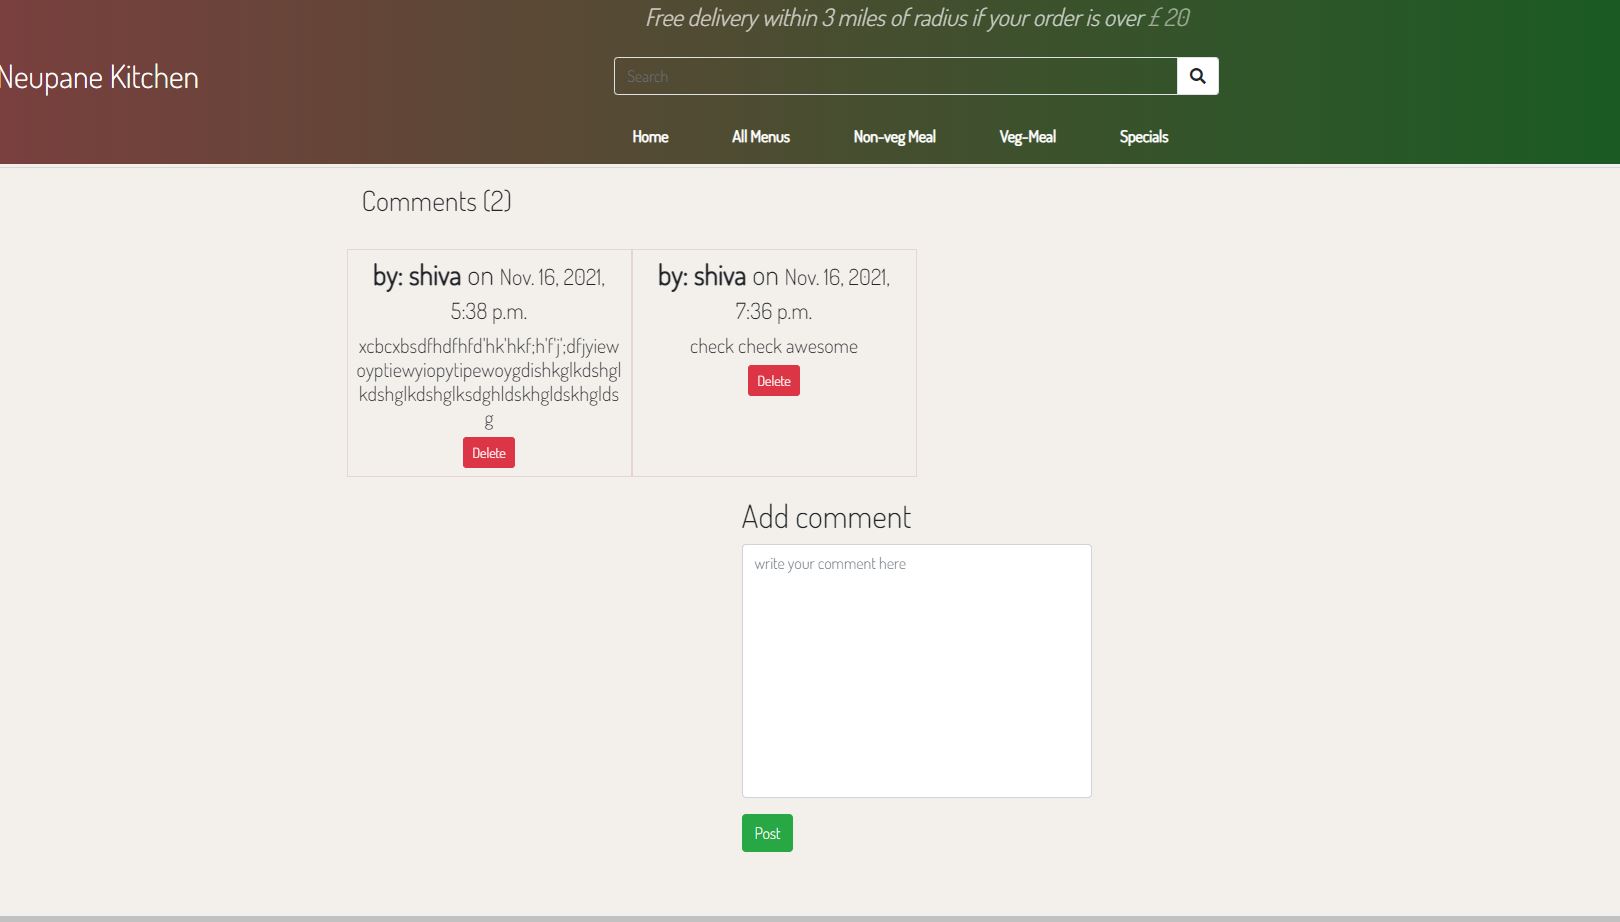 Free delivery within 3 miles of radius if your order is over £ 20
Neupane Kitchen
Search
Home
All Menus
Non-veg Meal
Veg-Meal
Specials
Comments (2)
by: shiva on Nov. 16, 2021,
5:38 p.m.
xcbcxbsdfhdfhfd'hk'hkf;h'f'j';dfjyiew
oyptiewyiopytipewoygdishkglkdshgl
kdshglkdshglksdghldskhgldskhglds
g
Delete
by: shiva on Nov. 16, 2021,
7:36 p.m.
check check awesome
Delete
Add comment
write your comment here
Post